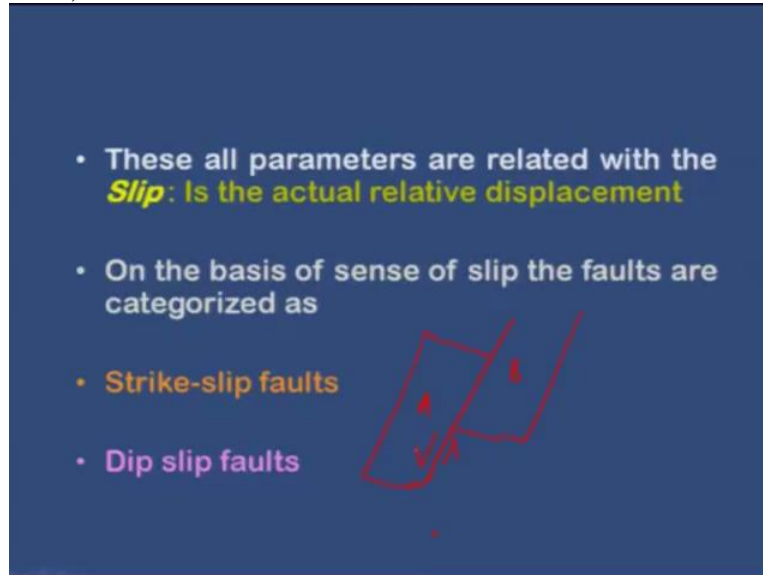 • These all parameters are related with the
Slip: Is the actual relative displacement
• On the basis of sense of slip the faults are
categorized as
• Strike-slip faults
• Dip slip faults
A